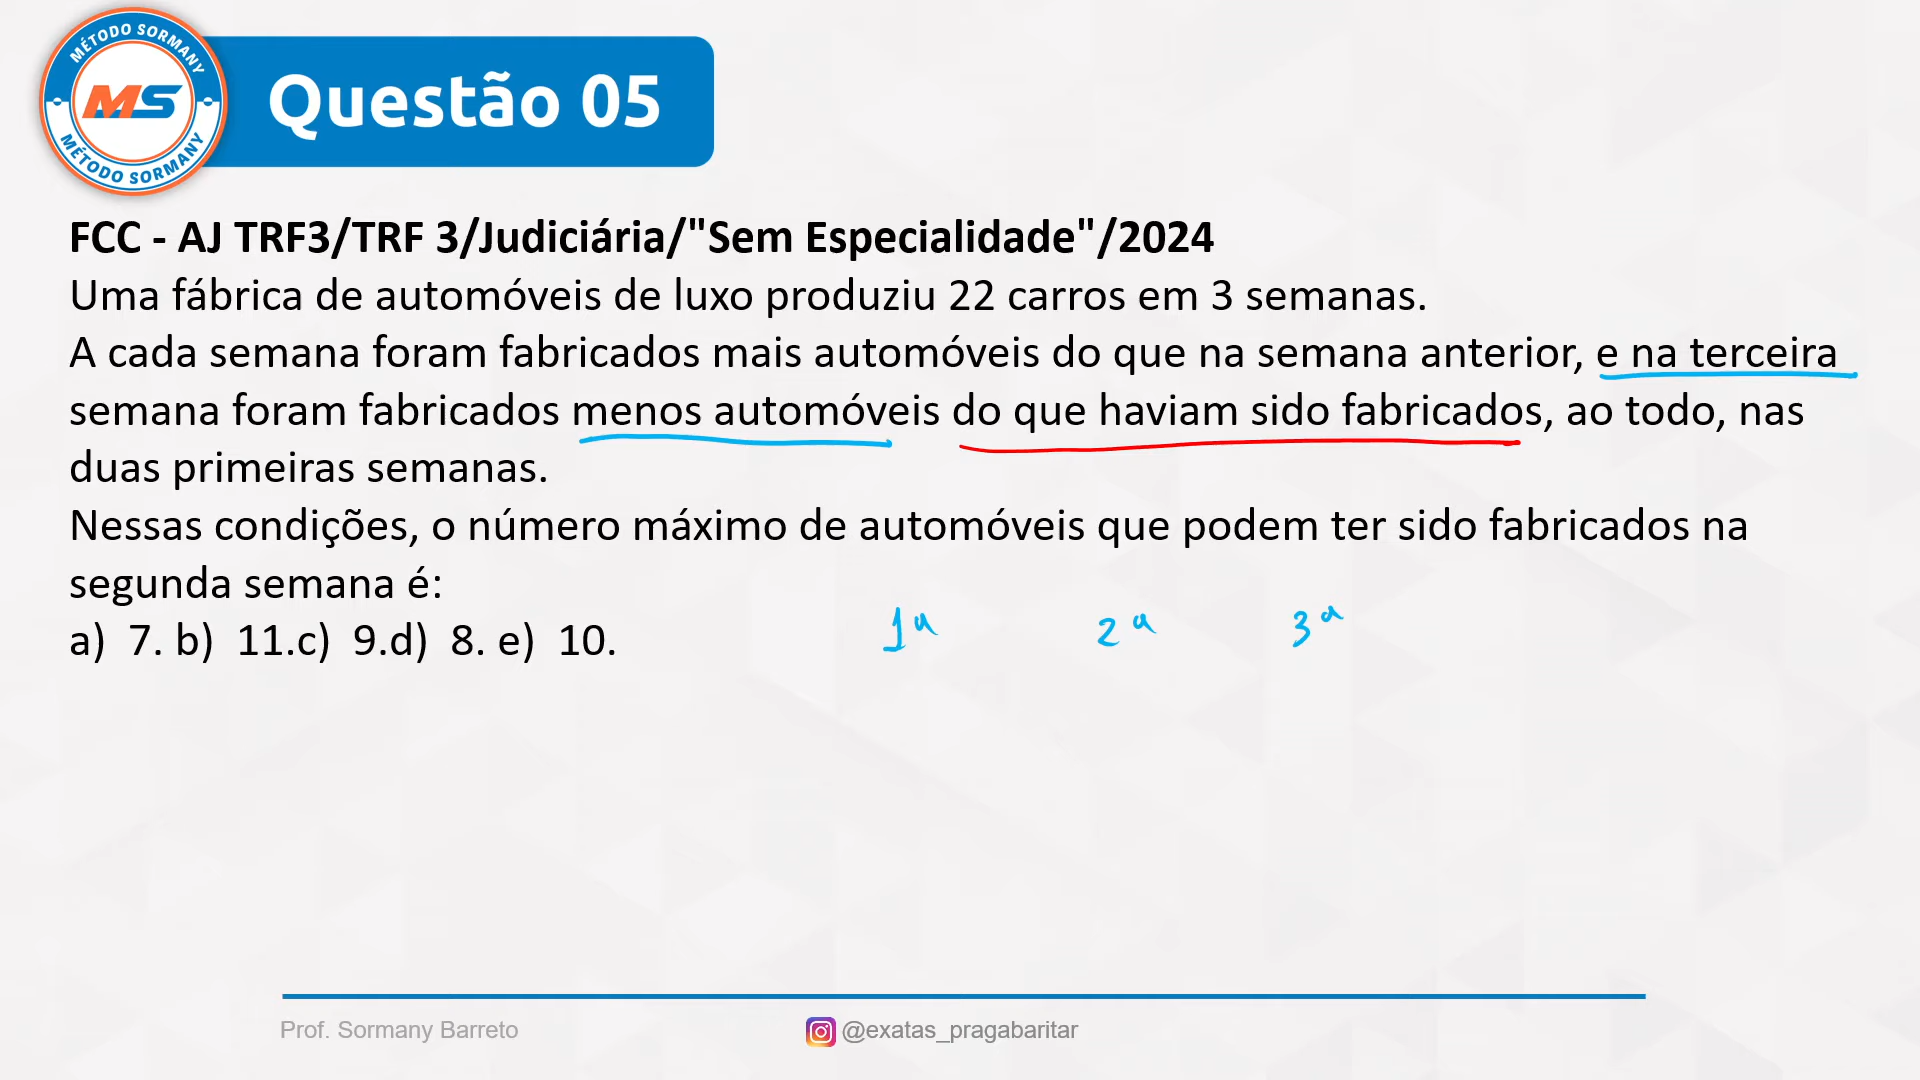 MÉTODO SORMANY
MS
MÉTODO SORMANY
Questão 05
FCC - AJ TRF3/TRF 3/Judiciária/"Sem Especialidade"/2024
Uma fábrica de automóveis de luxo produziu 22 carros em 3 semanas.
A cada semana foram fabricados mais automóveis do que na semana anterior, e na terceira
semana foram fabricados menos automóveis do que haviam sido fabricados, ao todo, nas
duas primeiras semanas.
Nessas condições, o número máximo de automóveis que podem ter sido fabricados na
segunda semana é:
a)  7. b)  11.c)  9.d)  8. e)  10.
1ª 2ª 3ª
Prof. Sormany Barreto
@exatas_pragabaritar